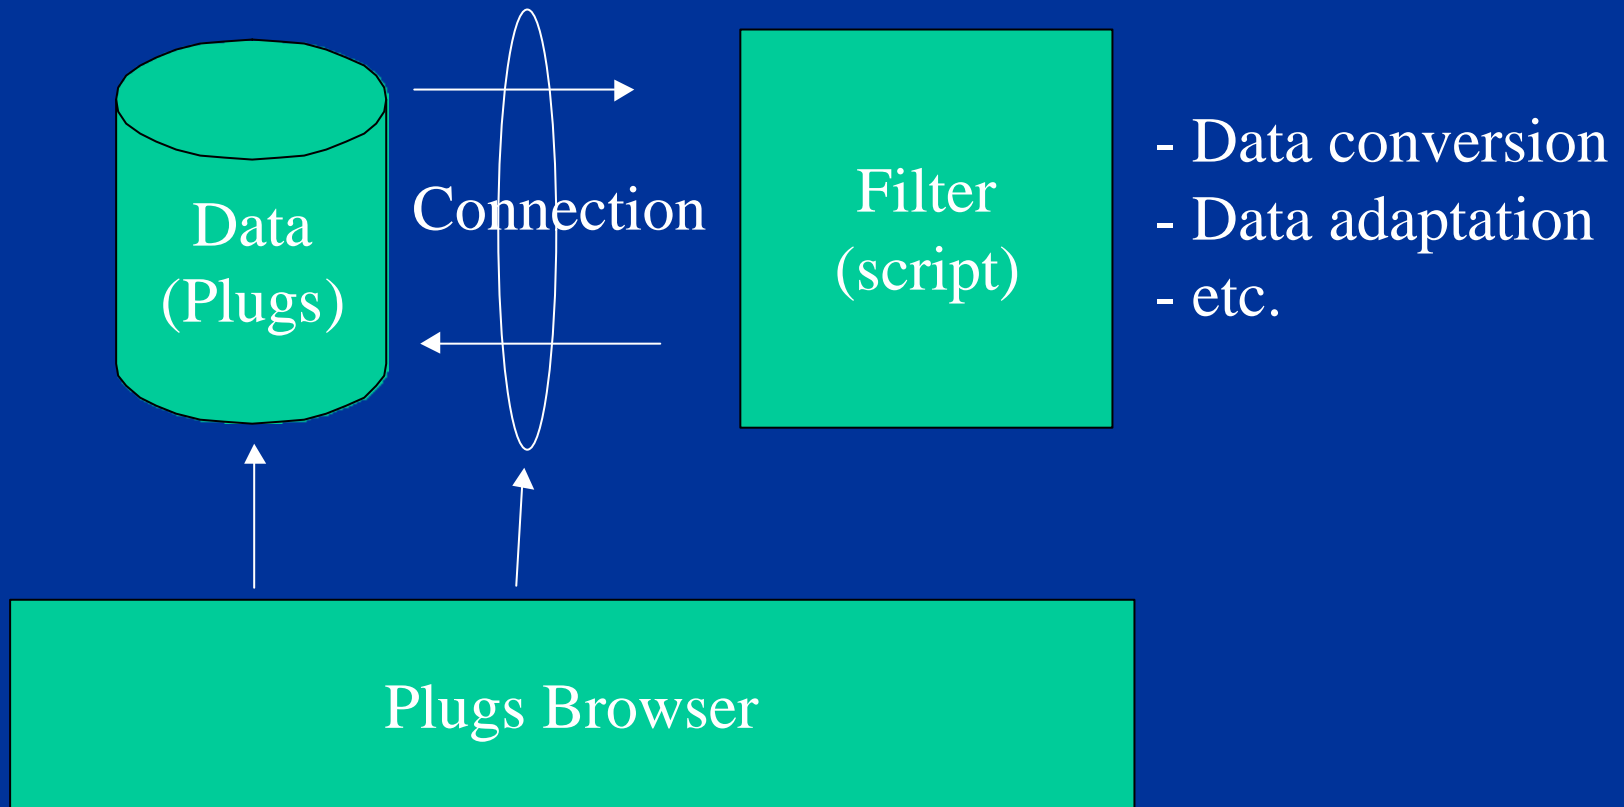 Data
(Plugs)
Connection
Filter
(script)
- Data conversion
- Data adaptation
- etc.
Plugs Browser